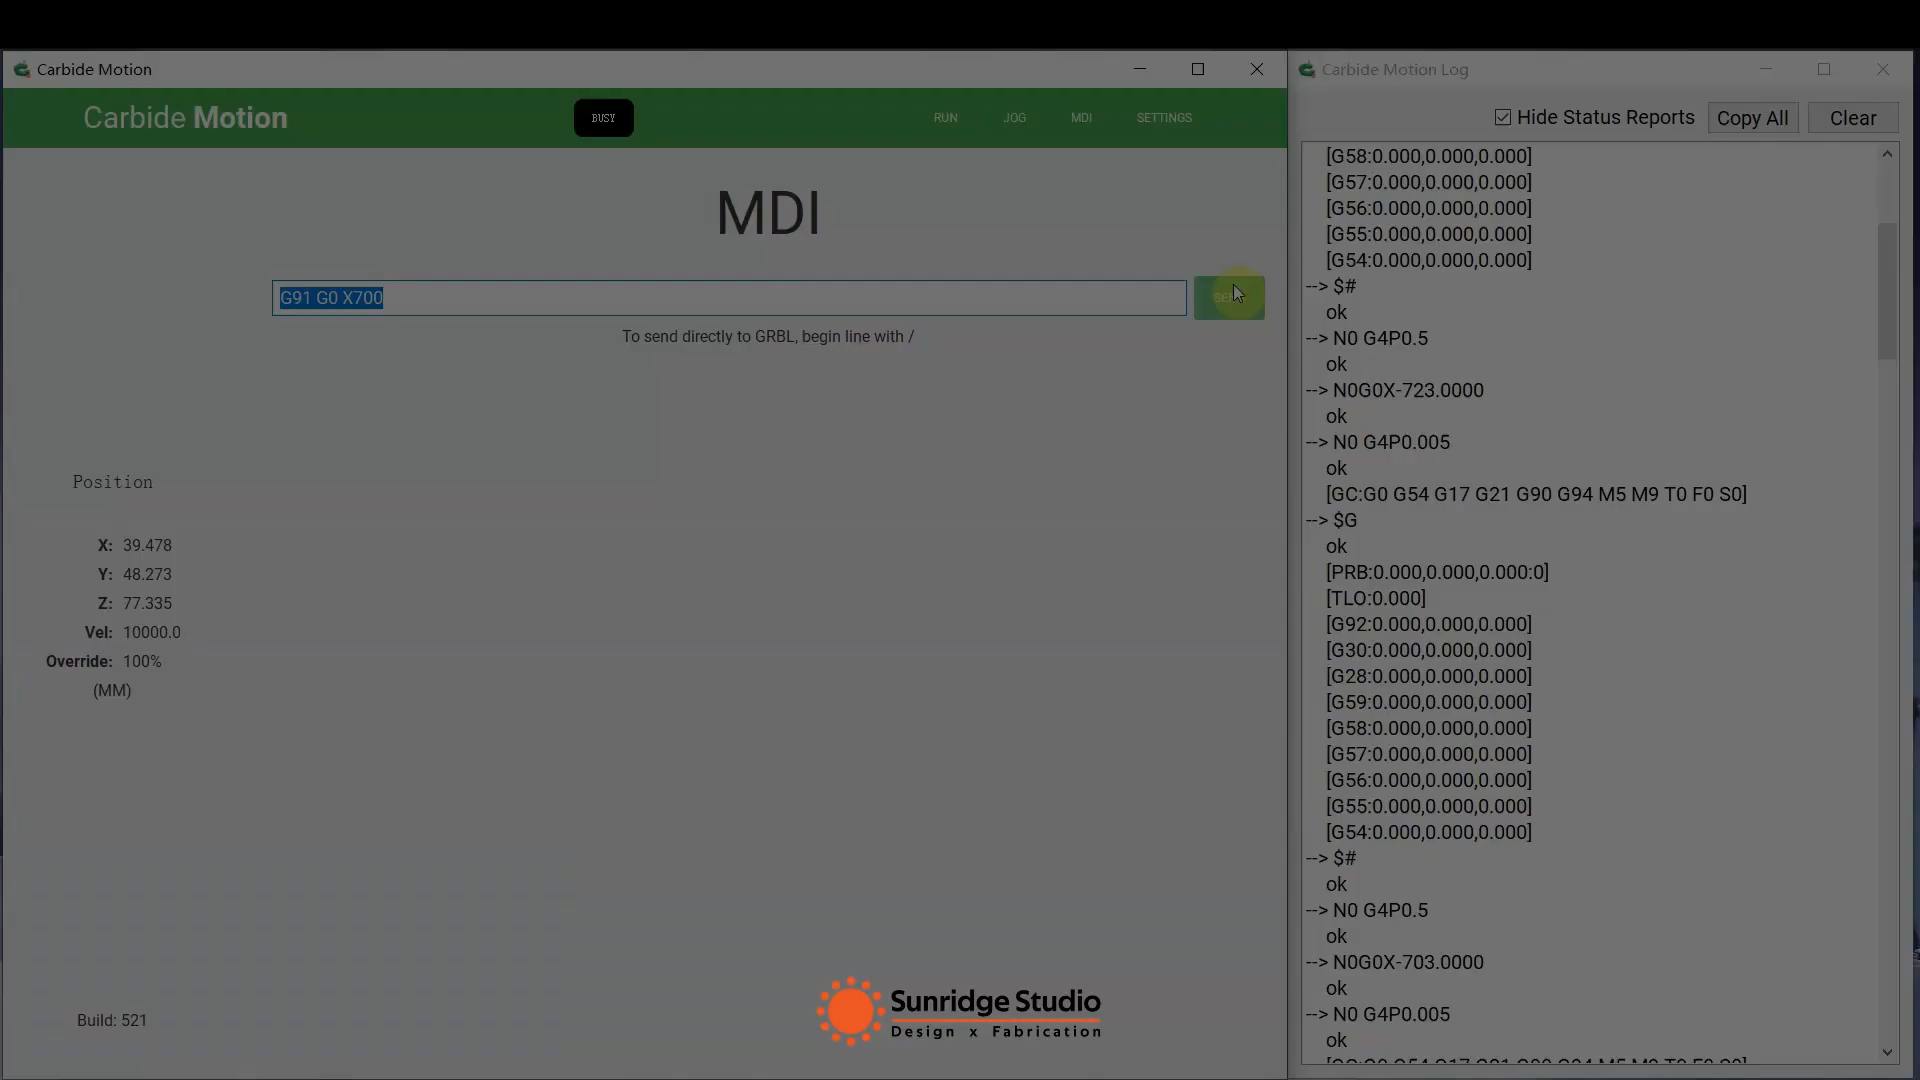 Carbide Motion
Carbide Motion
BUSY
RUN
JOG
MDI
SETTINGS
MDI
G91 G0 X700
To send directly to GRBL, begin line with /
Position
X: 39.478
Y: 48.273
Z: 77.335
Vel: 10000.0
Override: 100%
(MM)
Build: 521
Sunridge Studio
Design x Fabrication
Carbide Motion Log
Hide Status Reports
Copy All
Clear
[G58:0.000,0.000,0.000]
[G57:0.000,0.000,0.000]
[G56:0.000,0.000,0.000]
[G55:0.000,0.000,0.000]
[G54:0.000,0.000,0.000]
--> $#
ok
--> N0 G4P0.5
ok
--> N0G0X-723.0000
ok
--> N0 G4P0.005
ok
[GC:G0 G54 G17 G21 G90 G94 M5 M9 T0 F0 S0]
--> $G
ok
[PRB:0.000,0.000,0.000:0]
[TLO:0.000]
[G92:0.000,0.000,0.000]
[G30:0.000,0.000,0.000]
[G28:0.000,0.000,0.000]
[G59:0.000,0.000,0.000]
[G58:0.000,0.000,0.000]
[G57:0.000,0.000,0.000]
[G56:0.000,0.000,0.000]
[G55:0.000,0.000,0.000]
[G54:0.000,0.000,0.000]
--> $#
ok
--> N0 G4P0.5
ok
--> N0G0X-703.0000
ok
--> N0 G4P0.005
ok